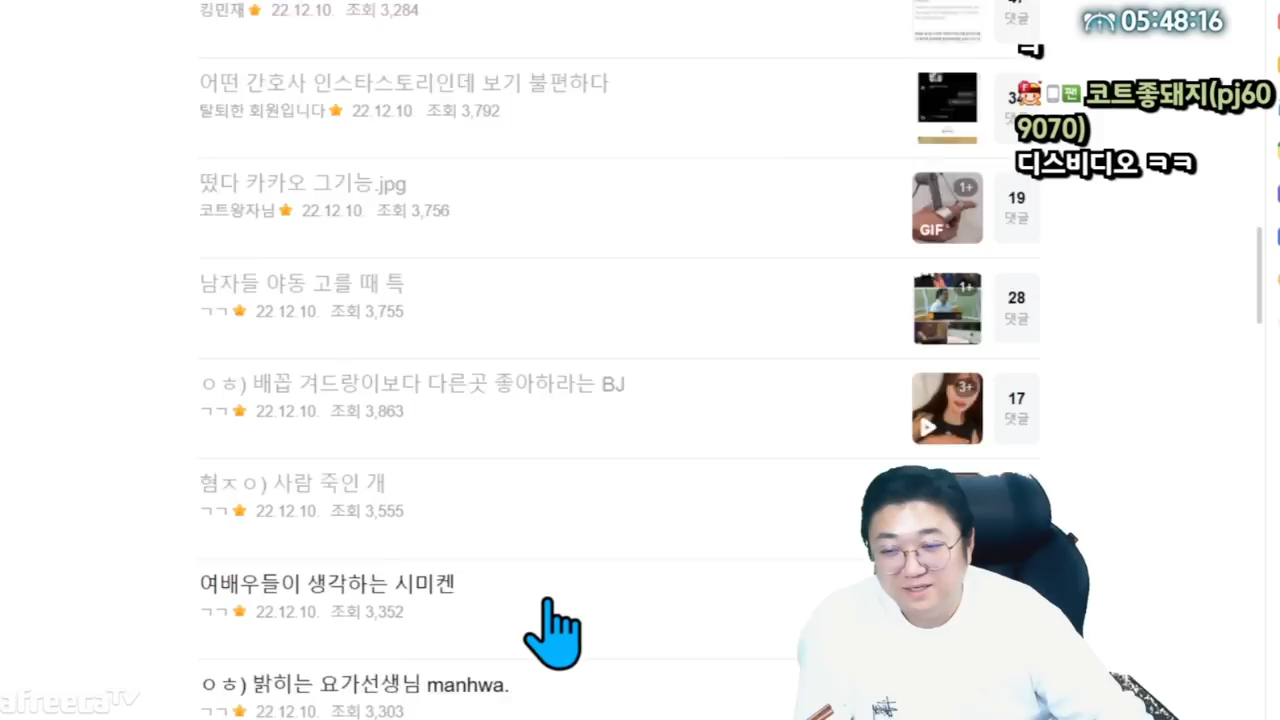 킹민재 22.12.10. 조회 3,284
댓글
05:48:16
어떤 간호사 인스타스토리인데 보기 불편하다
탈퇴한 회원입니다 22.12.10 조회 3,792
팬 코트종돼지(pj60
9070)
디스비디오 ㅋㅋ
떴다 카카오 그기능.jpg
코트왕자님 22.12.10. 조회 3,756
1+
GIF
19
댓글
남자들 야동 고를 때 특
ㄱㄱ 22.12.10. 조회 3,755
1+
28
댓글
ㅇㅎ) 배꼽 겨드랑이보다 다른곳 좋아하라는 BJ
ㄱㄱ 22.12.10. 조회 3,863
3+
17
댓글
혐ㅈㅇ) 사람 죽인 개
ㄱㄱ 22.12.10. 조회 3,555
여배우들이 생각하는 시미켄
ㄱㄱ 22.12.10. 조회 3,352
ㅇㅎ) 밝히는 요가선생님 manhwa.
ㄱㄱ 22.12.10. 조회 3,303
afreecaTV